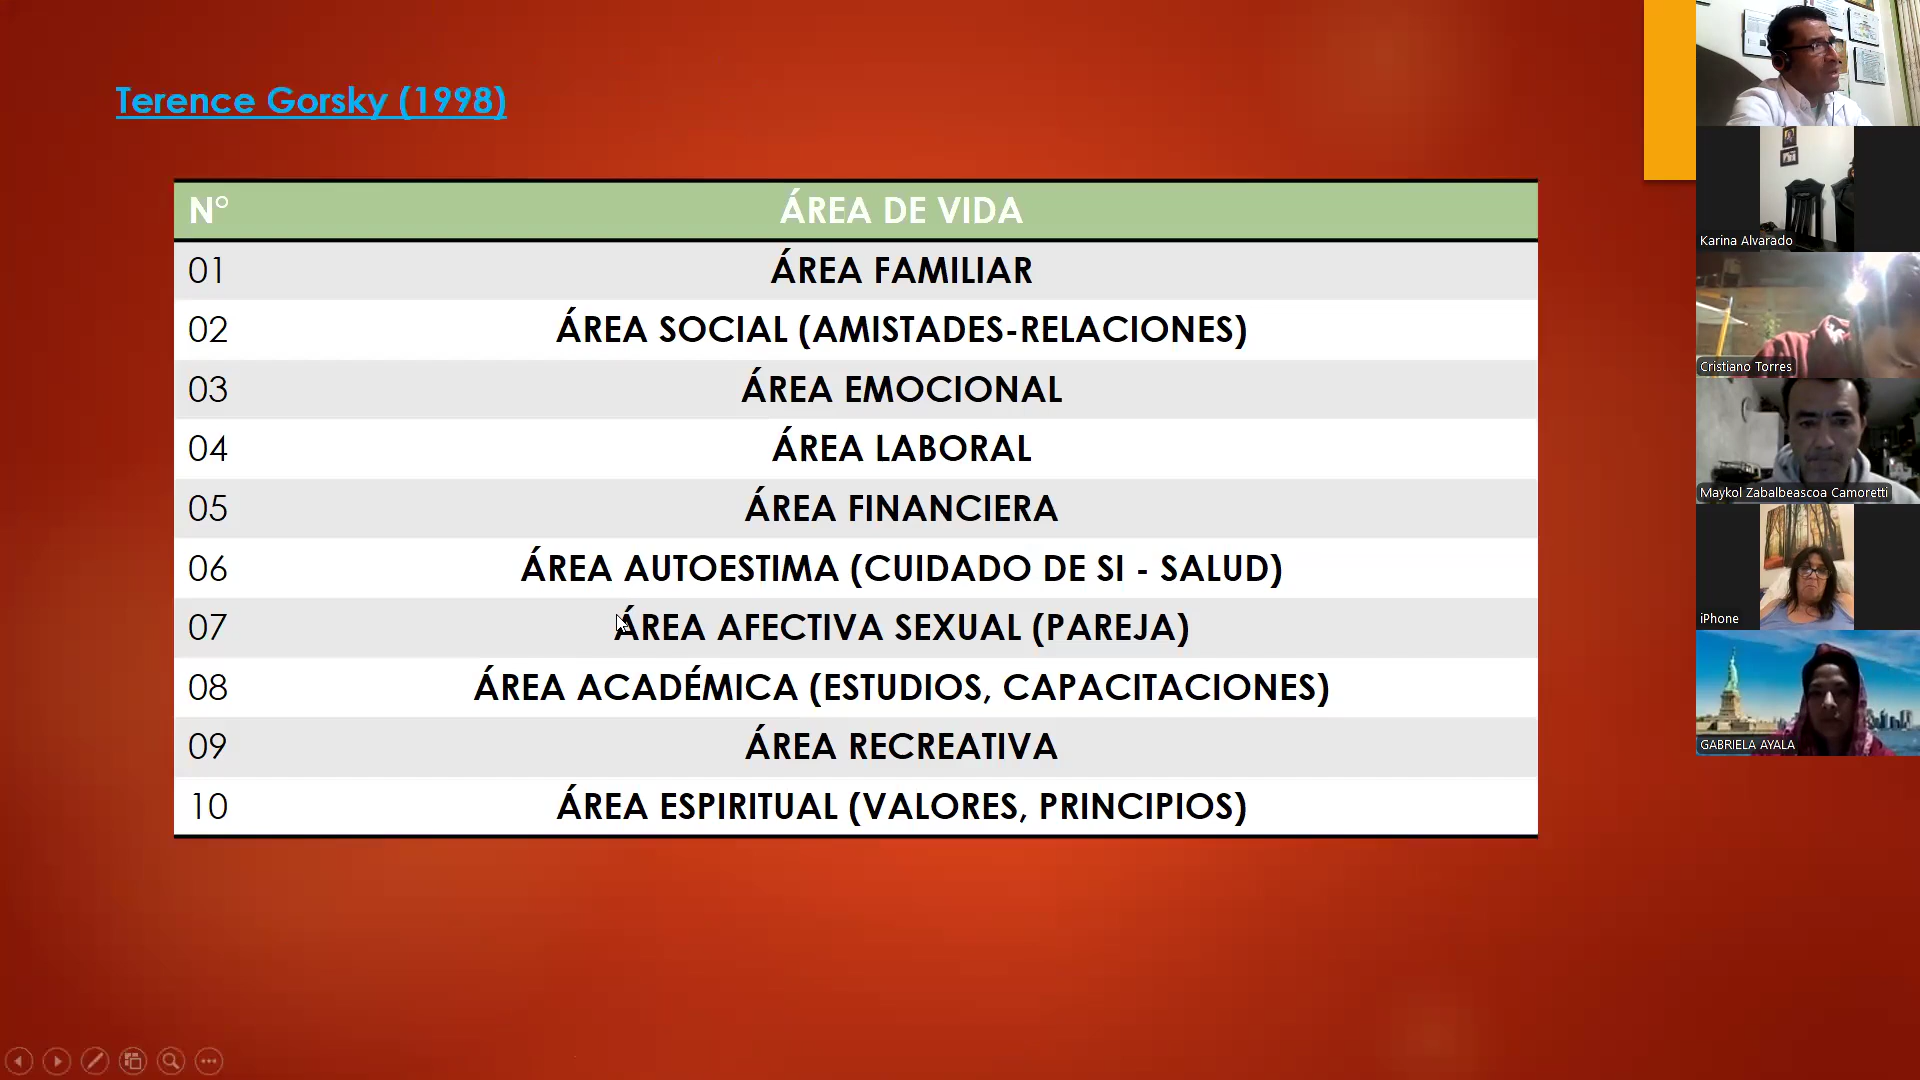 Terence Gorsky (1998)
N° ÁREA DE VIDA
01 ÁREA FAMILIAR
02 ÁREA SOCIAL (AMISTADES-RELACIONES)
03 ÁREA EMOCIONAL
04 ÁREA LABORAL
05 ÁREA FINANCIERA
06 ÁREA AUTOESTIMA (CUIDADO DE SI - SALUD)
07 ÁREA AFECTIVA SEXUAL (PAREJA)
08 ÁREA ACADÉMICA (ESTUDIOS, CAPACITACIONES)
09 ÁREA RECREATIVA
10 ÁREA ESPIRITUAL (VALORES, PRINCIPIOS)
Karina Alvarado
Cristiano Torres
Maykol Zabalbeascoa Camoretti
iPhone
GABRIELA AYALA